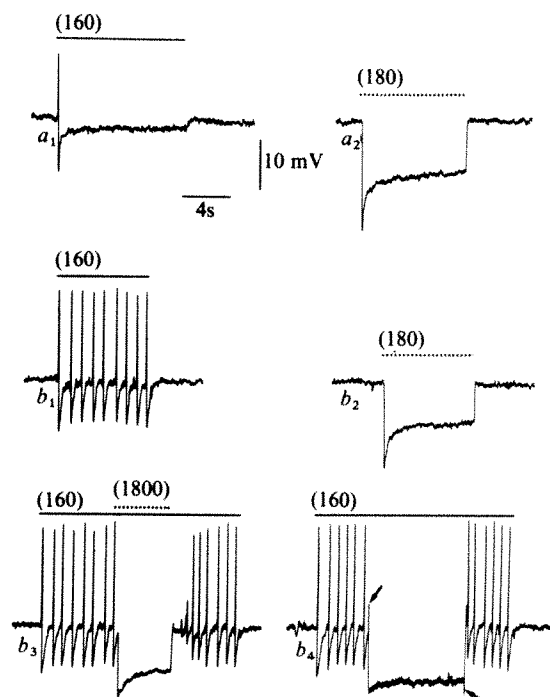 (160)
(180)
a₁
a₂
10 mV
4s
(160)
(180)
b₁
b₂
(160)
(1800)
(160)
b₃
b₄